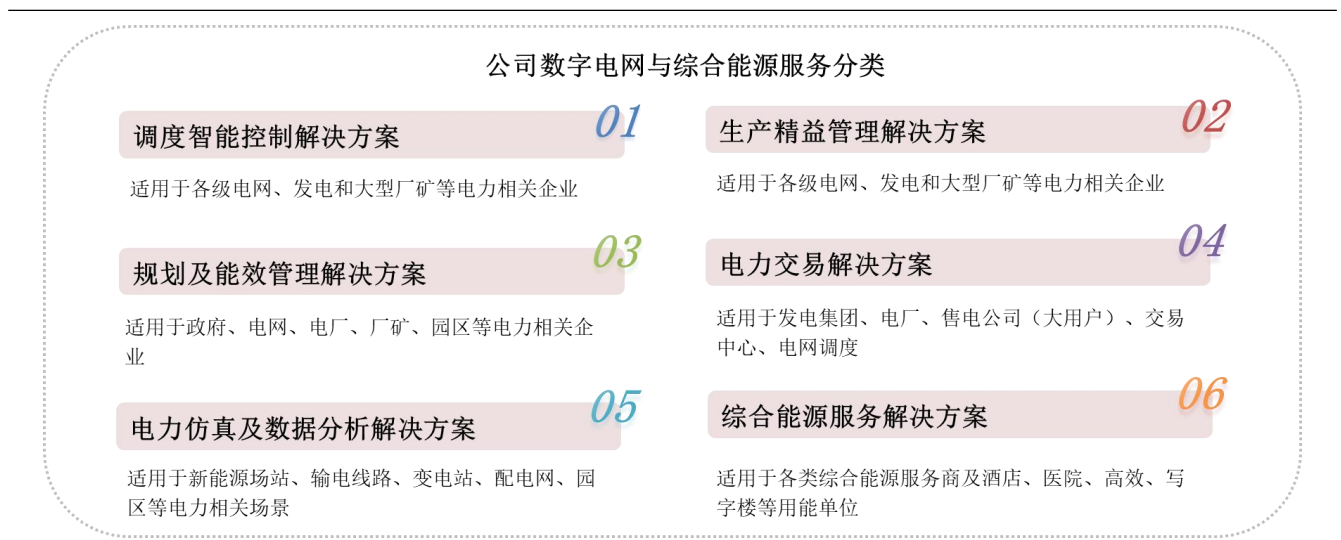 公司数字电网与综合能源服务分类
01
调度智能控制解决方案
适用于各级电网、发电和大型厂矿等电力相关企业
02
生产精益管理解决方案
适用于各级电网、发电和大型厂矿等电力相关企业
03
规划及能效管理解决方案
适用于政府、电网、电厂、厂矿、园区等电力相关企
业
04
电力交易解决方案
适用于发电集团、电厂、售电公司（大用户）、交易
中心、电网调度
05
电力仿真及数据分析解决方案
适用于新能源场站、输电线路、变电站、配电网、园
区等电力相关场景
06
综合能源服务解决方案
适用于各类综合能源服务商及酒店、医院、高效、写
字楼等用能单位